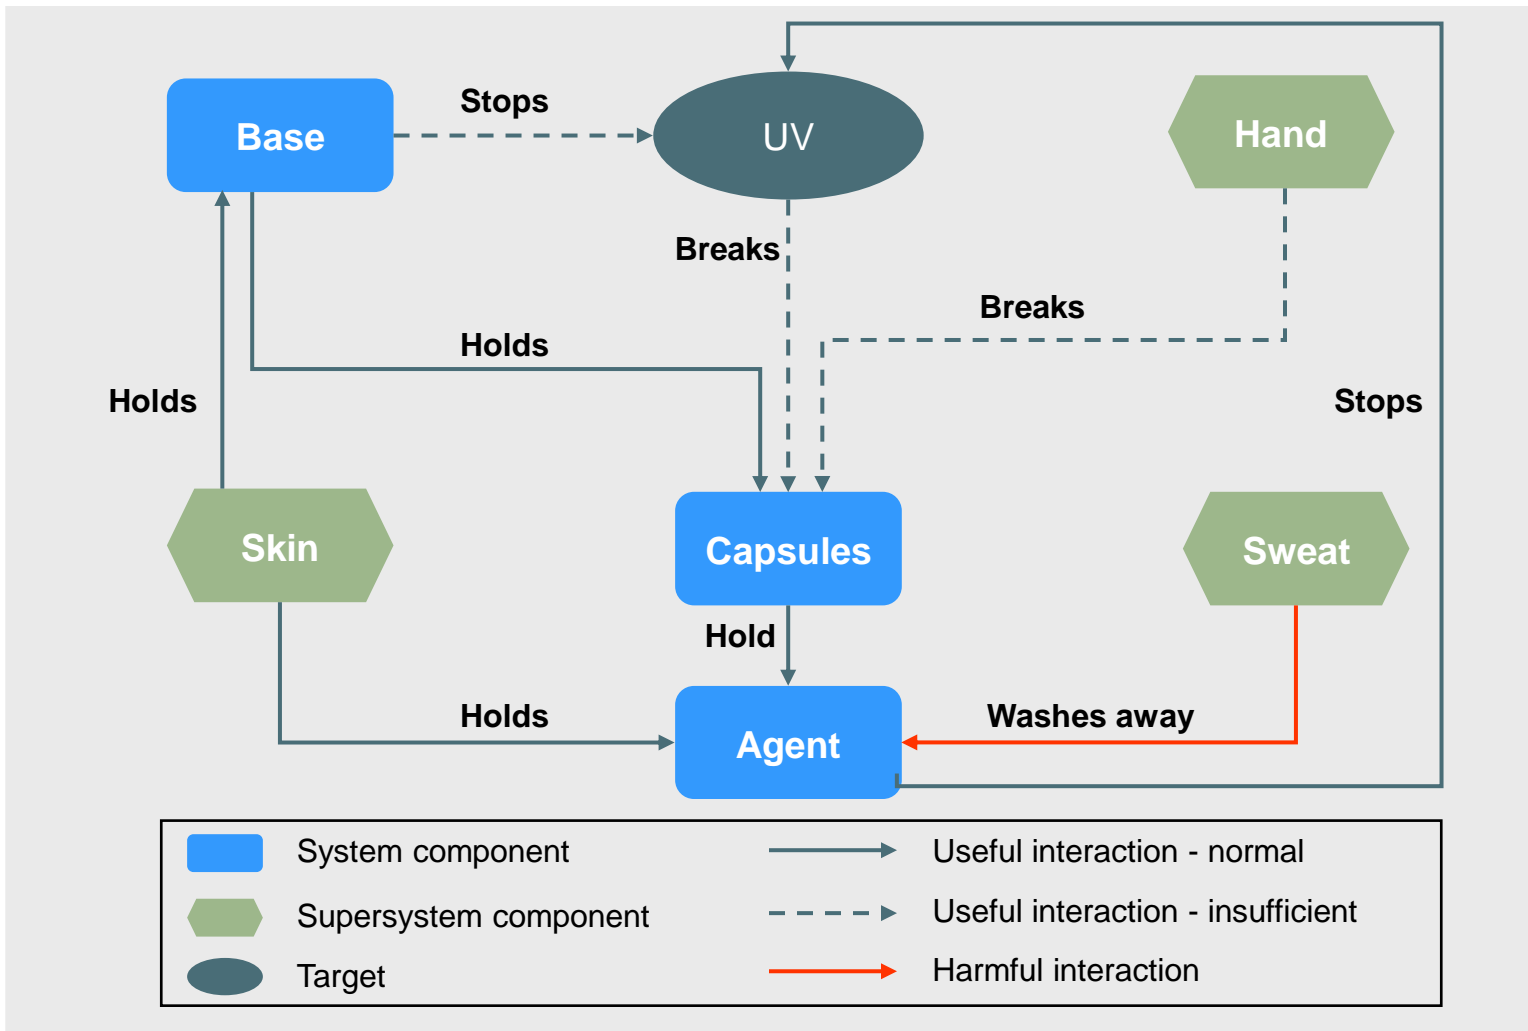 Stops
Base
UV
Hand
Breaks
Breaks
Holds
Holds
Stops
Skin
Capsules
Sweat
Hold
Holds
Washes away
Agent
System component
Useful interaction - normal
Supersystem component
Useful interaction - insufficient
Target
Harmful interaction